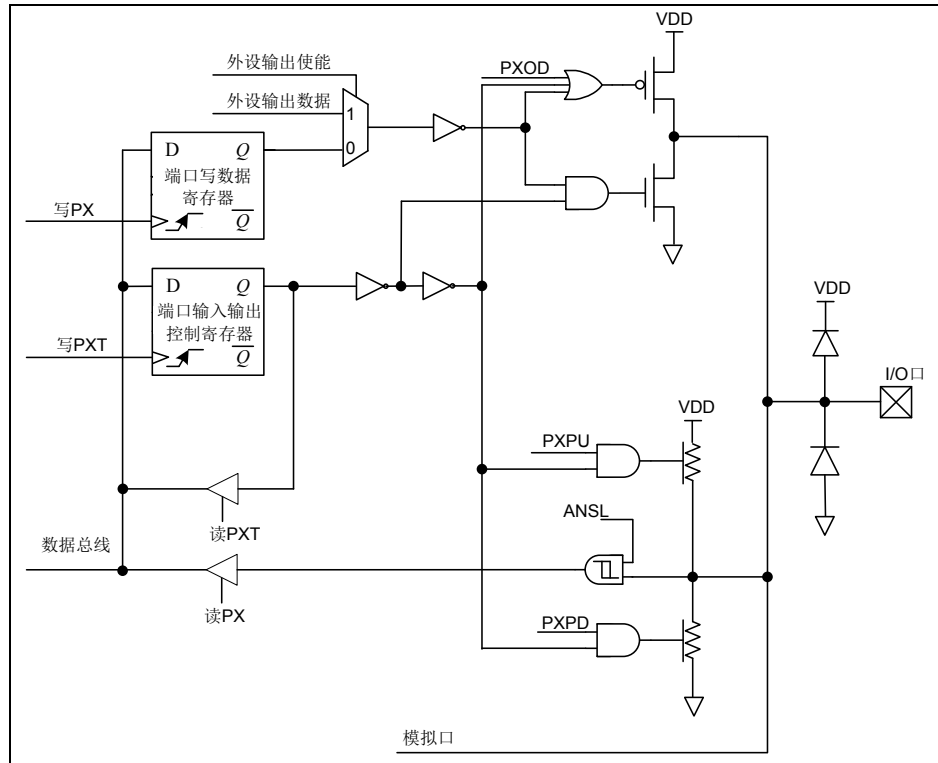 VDD
外设输出使能
PXOD
外设输出数据
1
0
D Q
端口写数据
寄存器
Q
写PX
D Q
端口输入输出
控制寄存器
Q
写PXT
VDD
I/O口
VDD
PXPU
ANSL
读PXT
数据总线
读PX
PXPD
模拟口